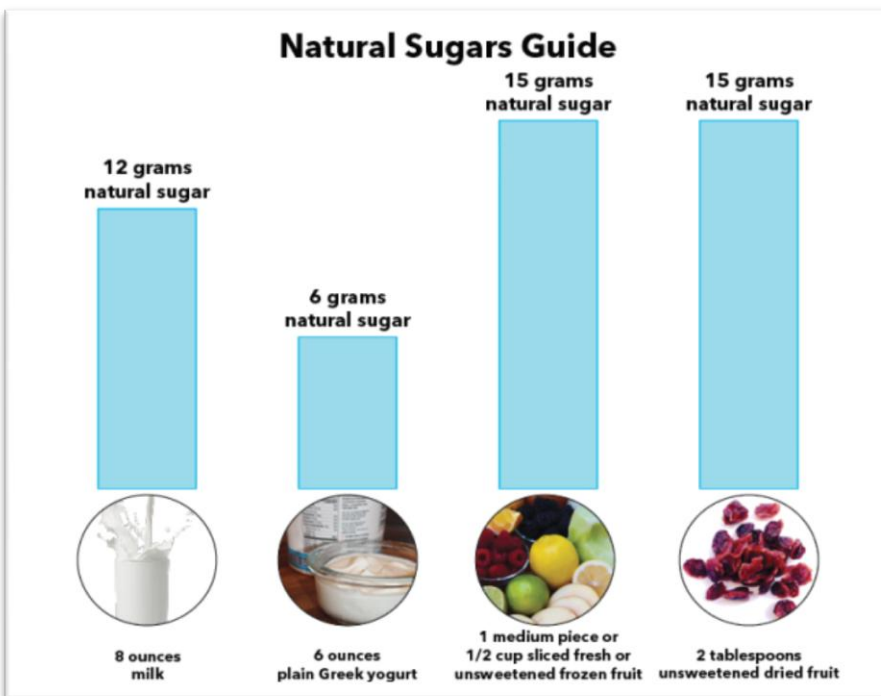 Natural Sugars Guide
12 grams
natural sugar
6 grams
natural sugar
15 grams
natural sugar
15 grams
natural sugar
8 ounces
milk
6 ounces
plain Greek yogurt
1 medium piece or
1/2 cup sliced fresh or
unsweetened frozen fruit
2 tablespoons
unsweetened dried fruit